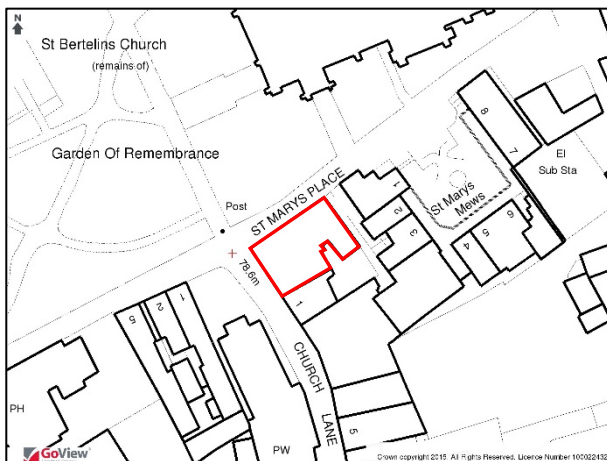 N
St Bertelins Church
(remains of)
Garden Of Remembrance
Post
ST MARYS PLACE
78.6m
1
2
3
St Marys
Mews
8
7
El
Sub Sta
6
5
4
1
CHURCH
LANE
5
1
2
5
PH
PW
GoView
Crown copyright 2015. All Rights Reserved. Licence Number 100022432